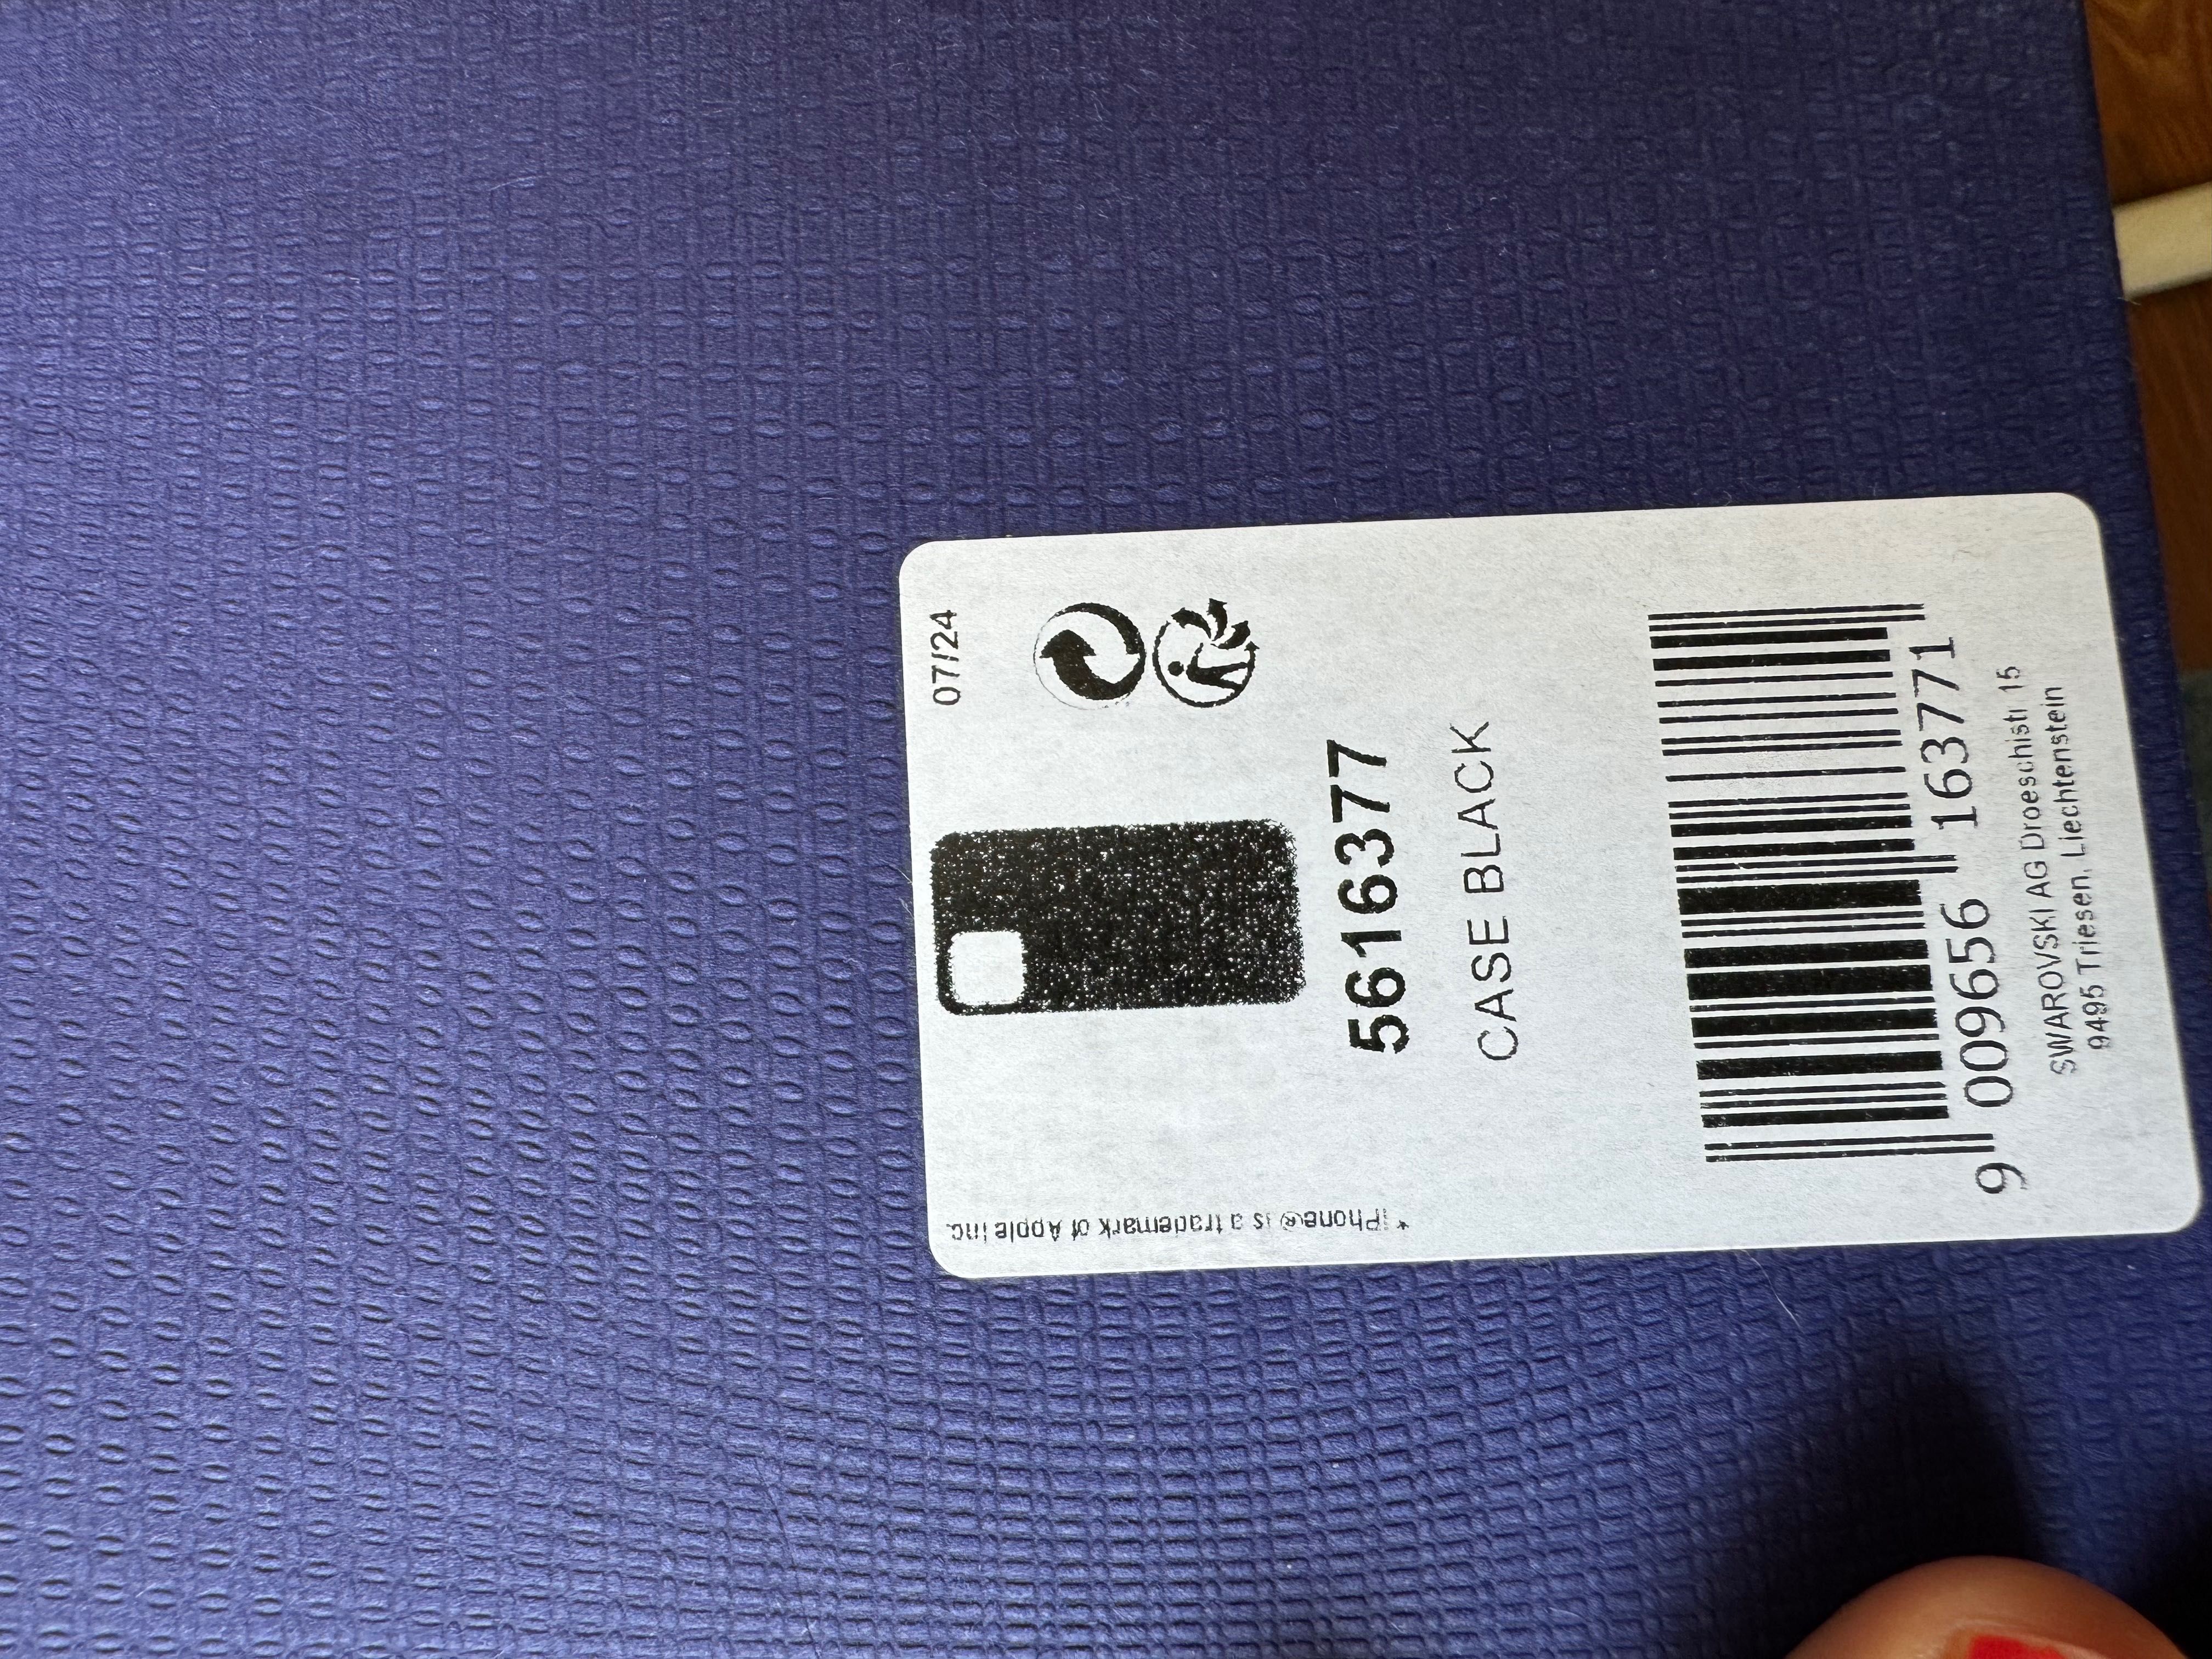 07/24
5616377
CASE BLACK
9 009656 163771
SWAROVSKI AG Droeschistr 15
9495 Triesen, Liechtenstein
*iPhone® is a trademark of Apple Inc.